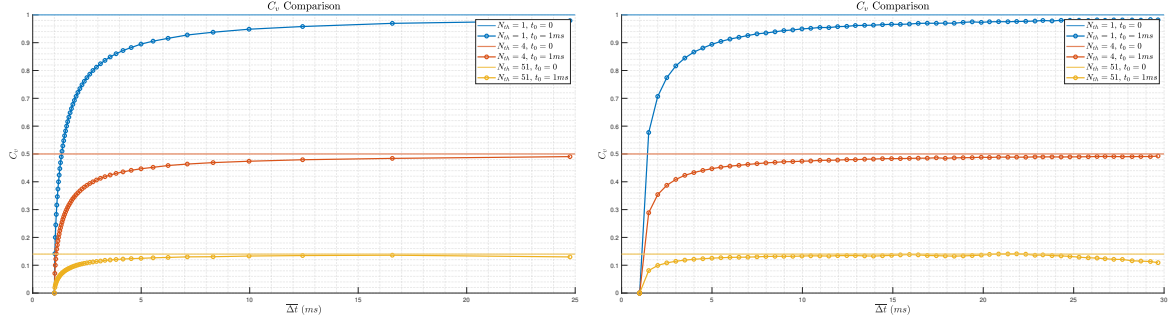 $C_v$ Comparison
$N_{th} = 1, t_0 = 0$
$N_{th} = 1, t_0 = 1ms$
$N_{th} = 4, t_0 = 0$
$N_{th} = 4, t_0 = 1ms$
$N_{th} = 51, t_0 = 0$
$N_{th} = 51, t_0 = 1ms$
1
0.9
0.8
0.7
0.6
0.5
0.4
0.3
0.2
0.1
0
$C_v$
0 5 10 15 20 25
$\overline{\Delta t}$ (ms)
$C_v$ Comparison
$N_{th} = 1, t_0 = 0$
$N_{th} = 1, t_0 = 1ms$
$N_{th} = 4, t_0 = 0$
$N_{th} = 4, t_0 = 1ms$
$N_{th} = 51, t_0 = 0$
$N_{th} = 51, t_0 = 1ms$
1
0.9
0.8
0.7
0.6
0.5
0.4
0.3
0.2
0.1
0
$C_v$
0 5 10 15 20 25 30
$\overline{\Delta t}$ (ms)